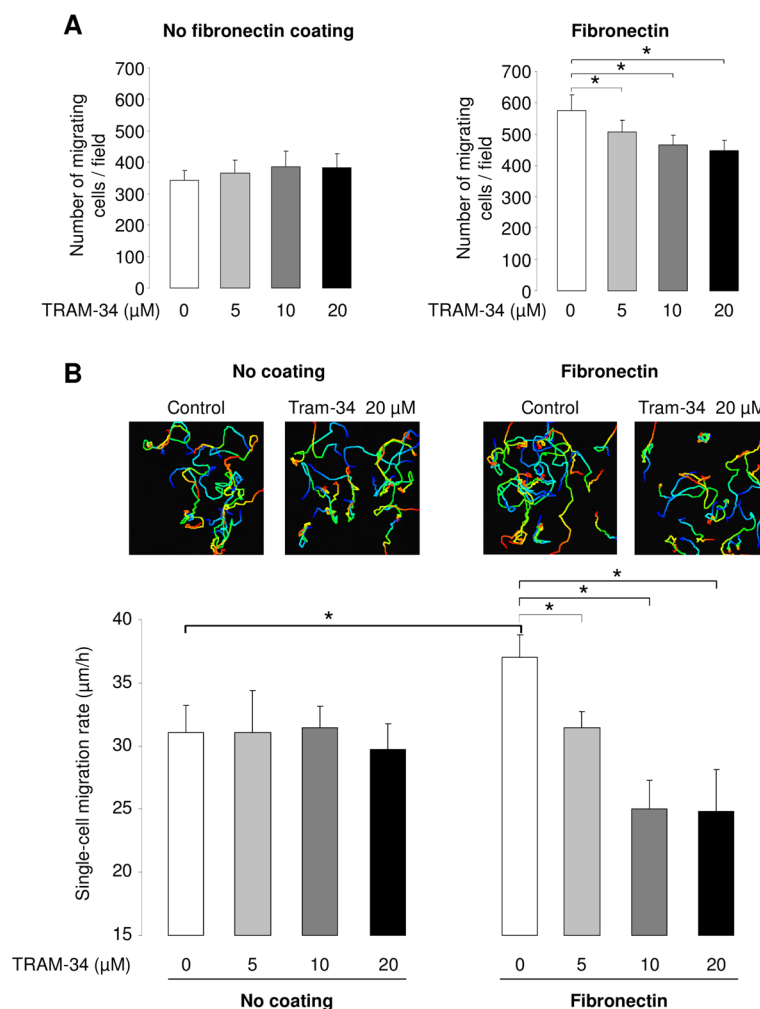 A
No fibronectin coating
Fibronectin
*
*
*
700
600
500
400
300
200
100
0
Number of migrating
cells / field
TRAM-34 (µM) 0 5 10 20
700
600
500
400
300
200
100
0
Number of migrating
cells / field
TRAM-34 (µM) 0 5 10 20
B
No coating
Fibronectin
Control
Tram-34 20 µM
Control
Tram-34 20 µM
*
*
*
*
40
35
30
25
20
15
Single-cell migration rate (µm/h)
TRAM-34 (µM) 0 5 10 20 0 5 10 20
No coating
Fibronectin